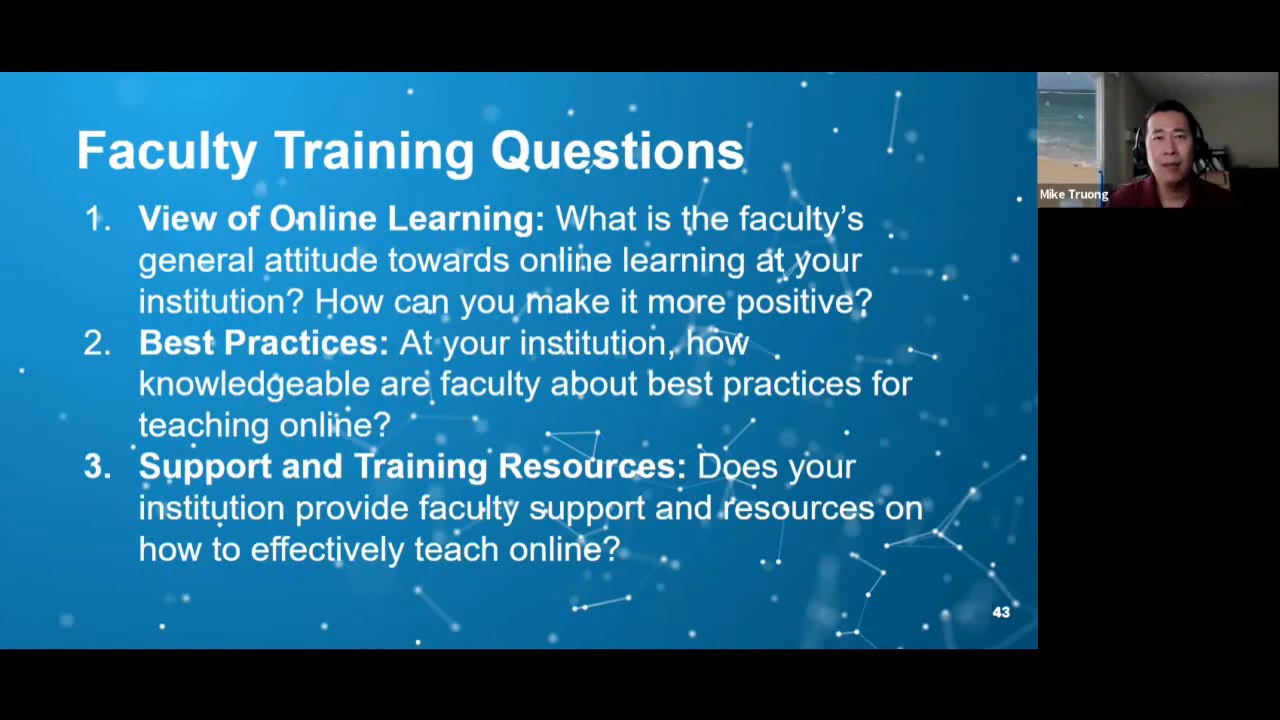 Faculty Training Questions
1. View of Online Learning: What is the faculty’s
general attitude towards online learning at your
institution? How can you make it more positive?
2. Best Practices: At your institution, how
knowledgeable are faculty about best practices for
teaching online?
3. Support and Training Resources: Does your
institution provide faculty support and resources on
how to effectively teach online?
43
Mike Truong